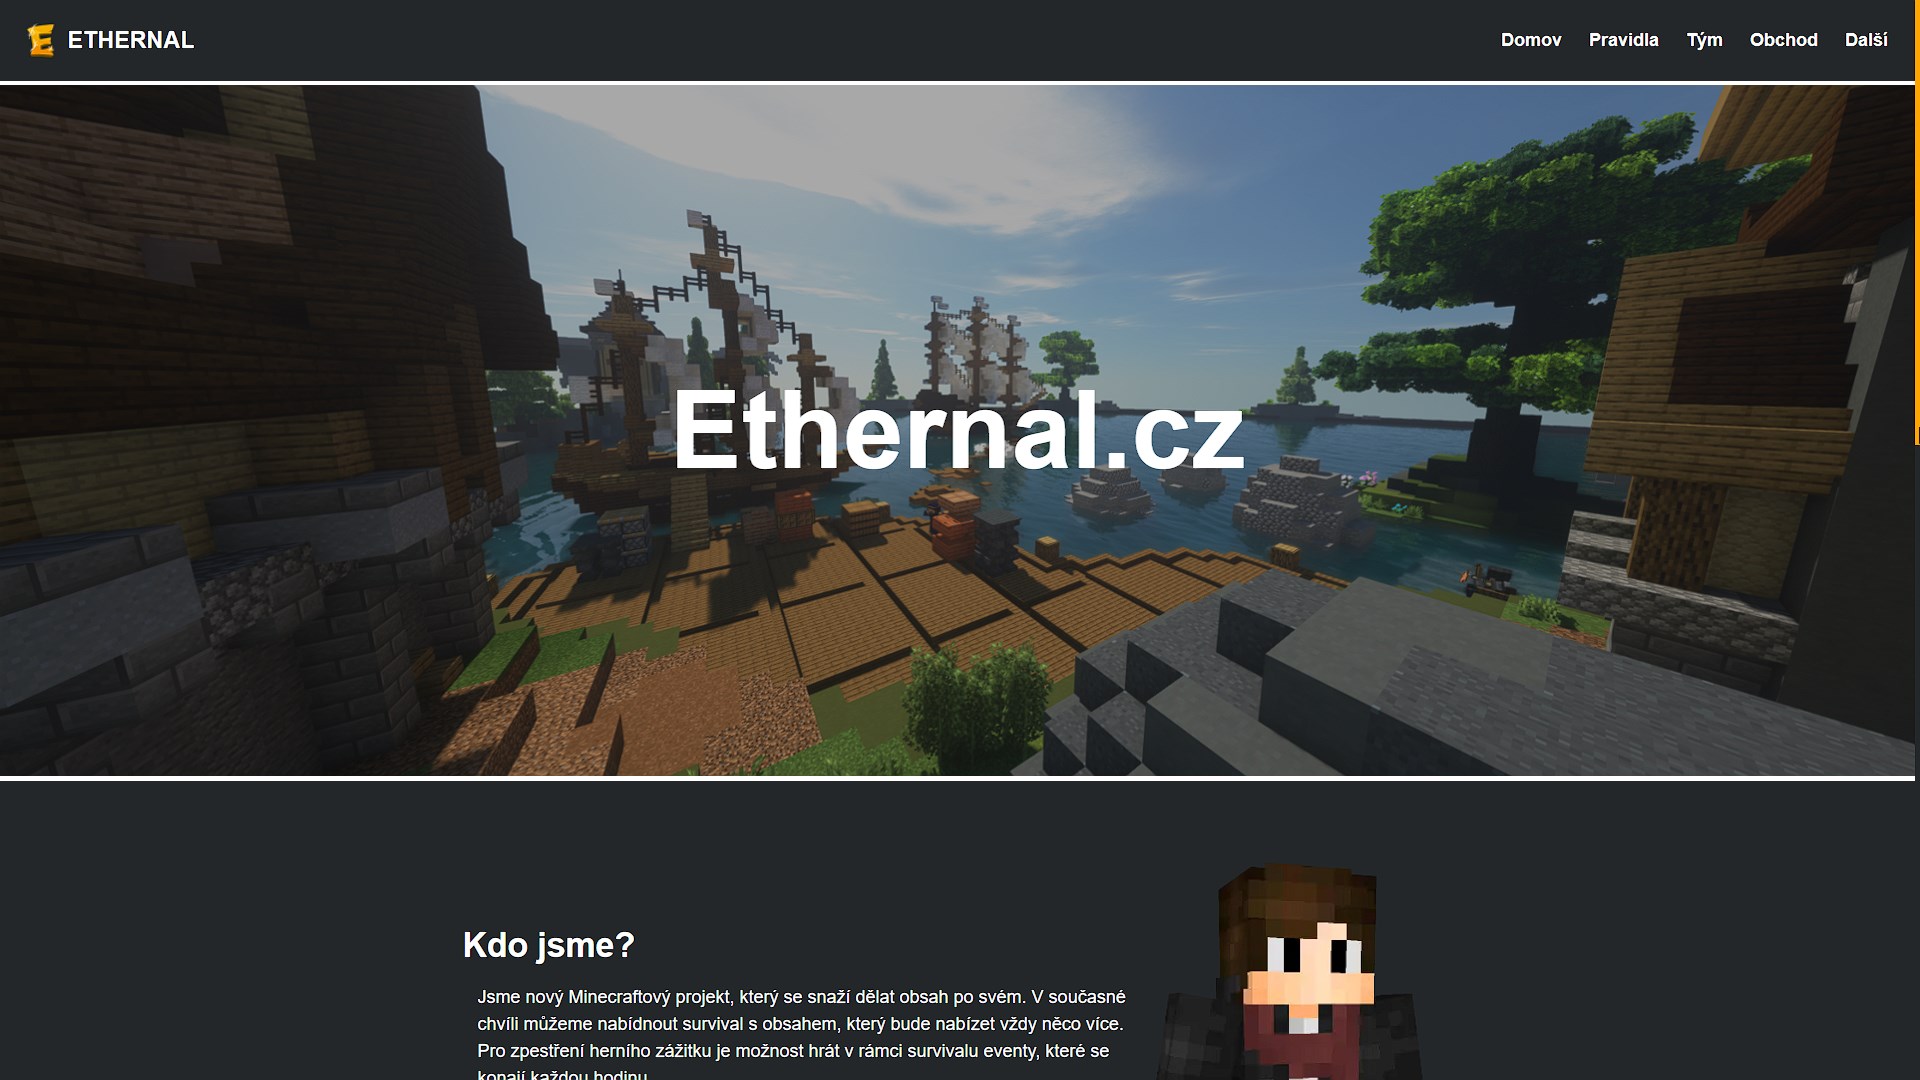 ETHERNAL
Domov Pravidla Tým Obchod Další
Ethernal.cz
Kdo jsme?
Jsme nový Minecraftový projekt, který se snaží dělat obsah po svém. V současné
chvíli můžeme nabídnout survival s obsahem, který bude nabízet vždy něco více.
Pro zpestření herního zážitku je možnost hrát v rámci survivalu eventy, které se
konají každou hodinu.